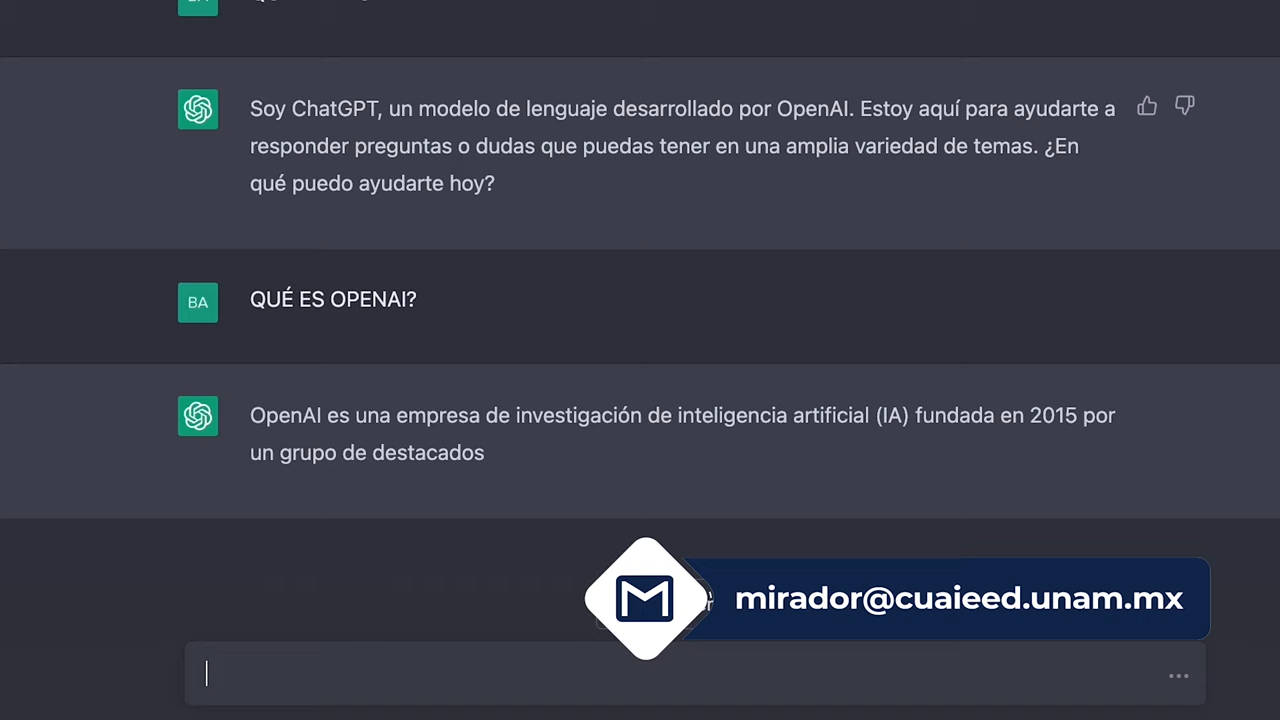 Soy ChatGPT, un modelo de lenguaje desarrollado por OpenAI. Estoy aquí para ayudarte a
responder preguntas o dudas que puedas tener en una amplia variedad de temas. ¿En
qué puedo ayudarte hoy?
BA
QUÉ ES OPENAI?
OpenAI es una empresa de investigación de inteligencia artificial (IA) fundada en 2015 por
un grupo de destacados
mirador@cuaieed.unam.mx